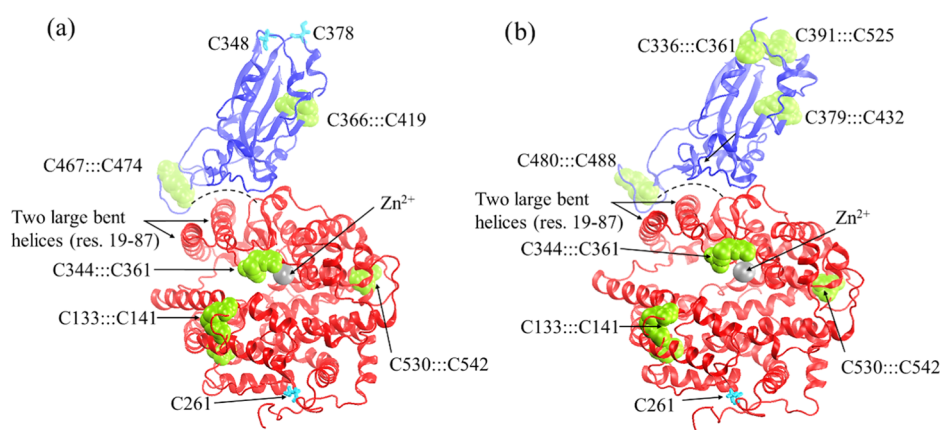 (a)
C348
C378
C366:::C419
C467:::C474
Two large bent
helices (res. 19-87)
Zn2+
C344:::C361
C133:::C141
C530:::C542
C261
(b)
C336:::C361
C391:::C525
C379:::C432
C480:::C488
Two large bent
helices (res. 19-87)
Zn2+
C344:::C361
C133:::C141
C530:::C542
C261